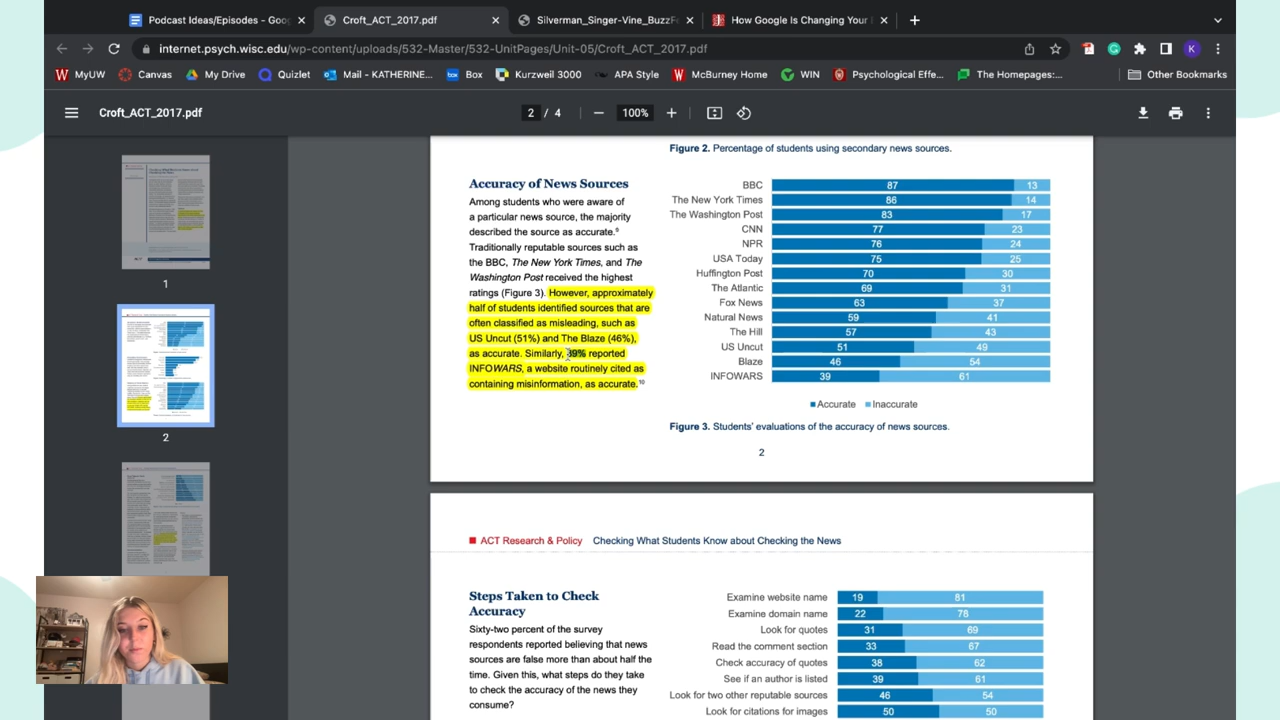 Podcast Ideas/Episodes - Goog
Croft_ACT_2017.pdf
Silverman_Singer-Vine_BuzzFe
How Google Is Changing Your B
internet.psych.wisc.edu/wp-content/uploads/532-Master/532-UnitPages/Unit-05/Croft_ACT_2017.pdf
MyUW
Canvas
My Drive
Quizlet
Mail - KATHERINE...
Box
Kurzweil 3000
APA Style
McBurney Home
WIN
Psychological Effe...
The Homepages:...
Other Bookmarks
Croft_ACT_2017.pdf
2 / 4
100%
1
2
Figure 2. Percentage of students using secondary news sources.
Accuracy of News Sources
Among students who were aware of
a particular news source, the majority
described the source as accurate.⁹
Traditionally reputable sources such as
the BBC, The New York Times, and The
Washington Post received the highest
ratings (Figure 3). However, approximately
half of students identified sources that are
often classified as misleading, such as
US Uncut (51%) and The Blaze (46%),
as accurate. Similarly, 39% reported
INFOWARS, a website routinely cited as
containing misinformation, as accurate.¹⁰
BBC 87 13
The New York Times 86 14
The Washington Post 83 17
CNN 77 23
NPR 76 24
USA Today 75 25
Huffington Post 70 30
The Atlantic 69 31
Fox News 63 37
Natural News 59 41
The Hill 57 43
US Uncut 51 49
Blaze 46 54
INFOWARS 39 61
Accurate Inaccurate
Figure 3. Students' evaluations of the accuracy of news sources.
2
ACT Research & Policy Checking What Students Know about Checking the News
Steps Taken to Check
Accuracy
Sixty-two percent of the survey
respondents reported believing that news
sources are false more than about half the
time. Given this, what steps do they take
to check the accuracy of the news they
consume?
Examine website name 19 81
Examine domain name 22 78
Look for quotes 31 69
Read the comment section 33 67
Check accuracy of quotes 38 62
See if an author is listed 39 61
Look for two other reputable sources 46 54
Look for citations for images 50 50